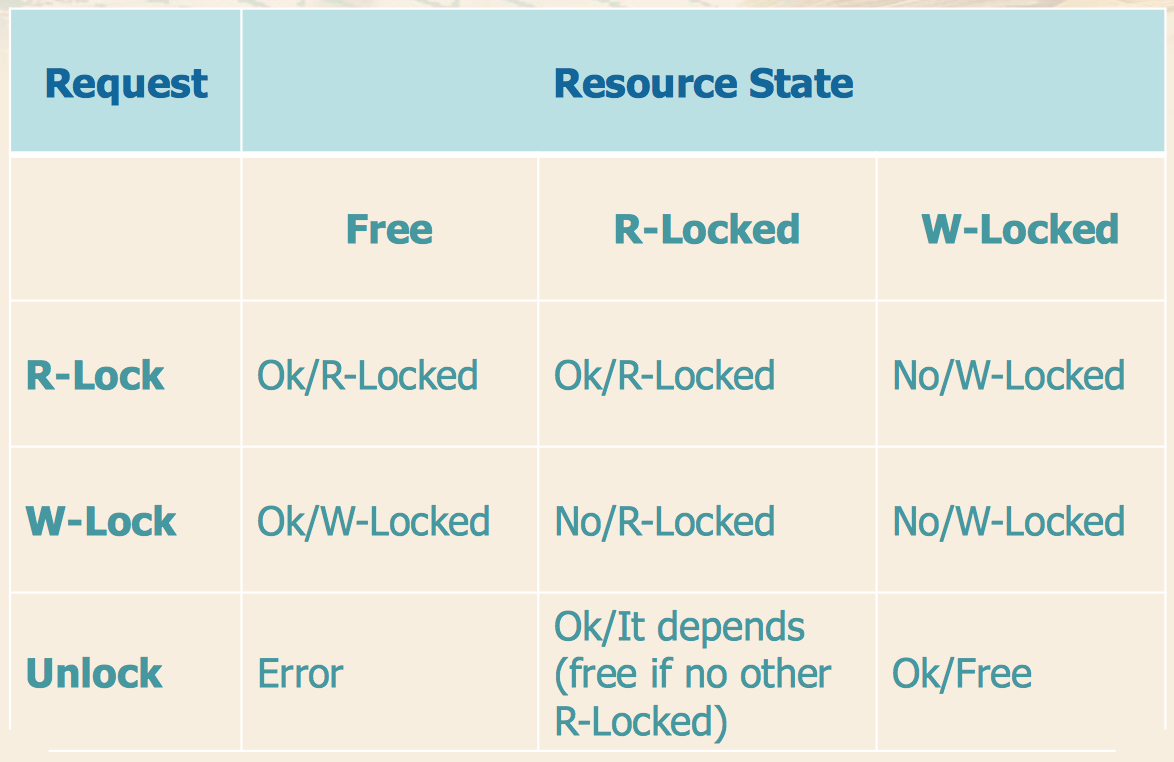 Request Resource State
Free R-Locked W-Locked
R-Lock Ok/R-Locked Ok/R-Locked No/W-Locked
W-Lock Ok/W-Locked No/R-Locked No/W-Locked
Unlock Error Ok/It depends
(free if no other
R-Locked) Ok/Free